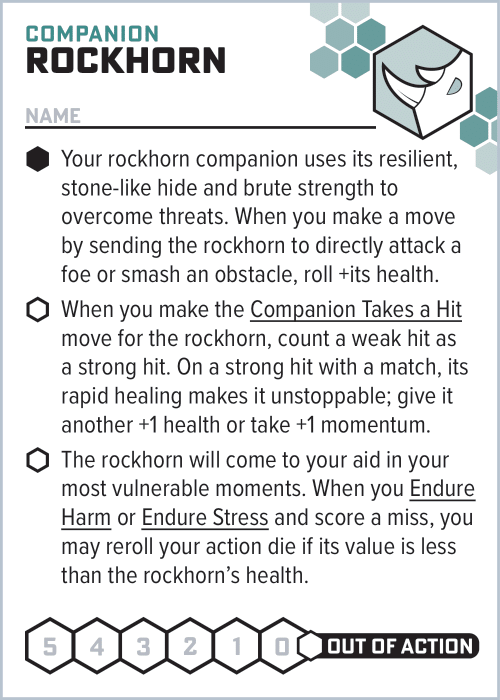 COMPANION
ROCKHORN
NAME
Your rockhorn companion uses its resilient,
stone-like hide and brute strength to
overcome threats. When you make a move
by sending the rockhorn to directly attack a
foe or smash an obstacle, roll +its health.
When you make the Companion Takes a Hit
move for the rockhorn, count a weak hit as
a strong hit. On a strong hit with a match, its
rapid healing makes it unstoppable; give it
another +1 health or take +1 momentum.
The rockhorn will come to your aid in your
most vulnerable moments. When you Endure
Harm or Endure Stress and score a miss, you
may reroll your action die if its value is less
than the rockhorn’s health.
5 4 3 2 1 0 OUT OF ACTION